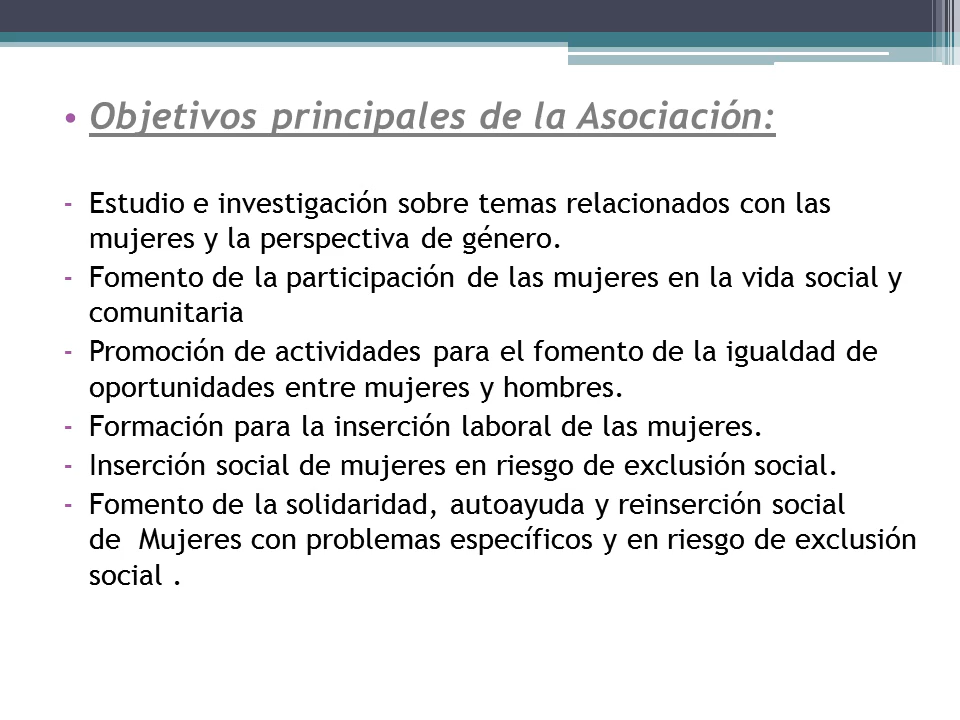 • Objetivos principales de la Asociación:
- Estudio e investigación sobre temas relacionados con las
mujeres y la perspectiva de género.
- Fomento de la participación de las mujeres en la vida social y
comunitaria
- Promoción de actividades para el fomento de la igualdad de
oportunidades entre mujeres y hombres.
- Formación para la inserción laboral de las mujeres.
- Inserción social de mujeres en riesgo de exclusión social.
- Fomento de la solidaridad, autoayuda y reinserción social
de  Mujeres con problemas específicos y en riesgo de exclusión
social .